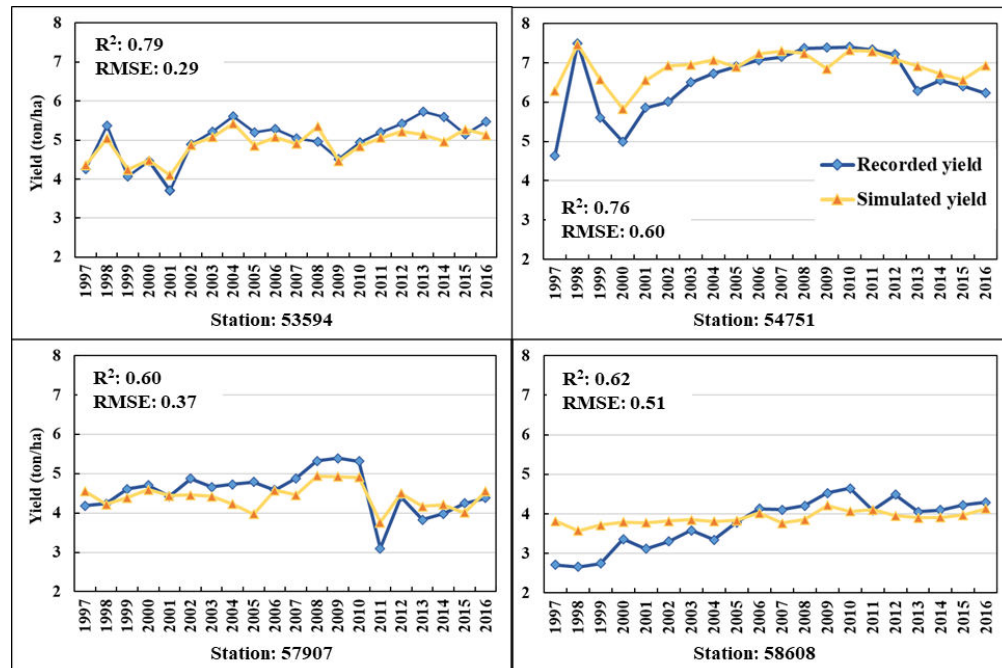 8
7
6
5
4
3
2
Yield (ton/ha)
R²: 0.79
RMSE: 0.29
1997 1998 1999 2000 2001 2002 2003 2004 2005 2006 2007 2008 2009 2010 2011 2012 2013 2014 2015 2016
Station: 53594
8
7
6
5
4
3
2
Recorded yield
Simulated yield
R²: 0.76
RMSE: 0.60
1997 1998 1999 2000 2001 2002 2003 2004 2005 2006 2007 2008 2009 2010 2011 2012 2013 2014 2015 2016
Station: 54751
8
7
6
5
4
3
2
Yield (ton/ha)
R²: 0.60
RMSE: 0.37
1997 1998 1999 2000 2001 2002 2003 2004 2005 2006 2007 2008 2009 2010 2011 2012 2013 2014 2015 2016
Station: 57907
8
7
6
5
4
3
2
R²: 0.62
RMSE: 0.51
1997 1998 1999 2000 2001 2002 2003 2004 2005 2006 2007 2008 2009 2010 2011 2012 2013 2014 2015 2016
Station: 58608